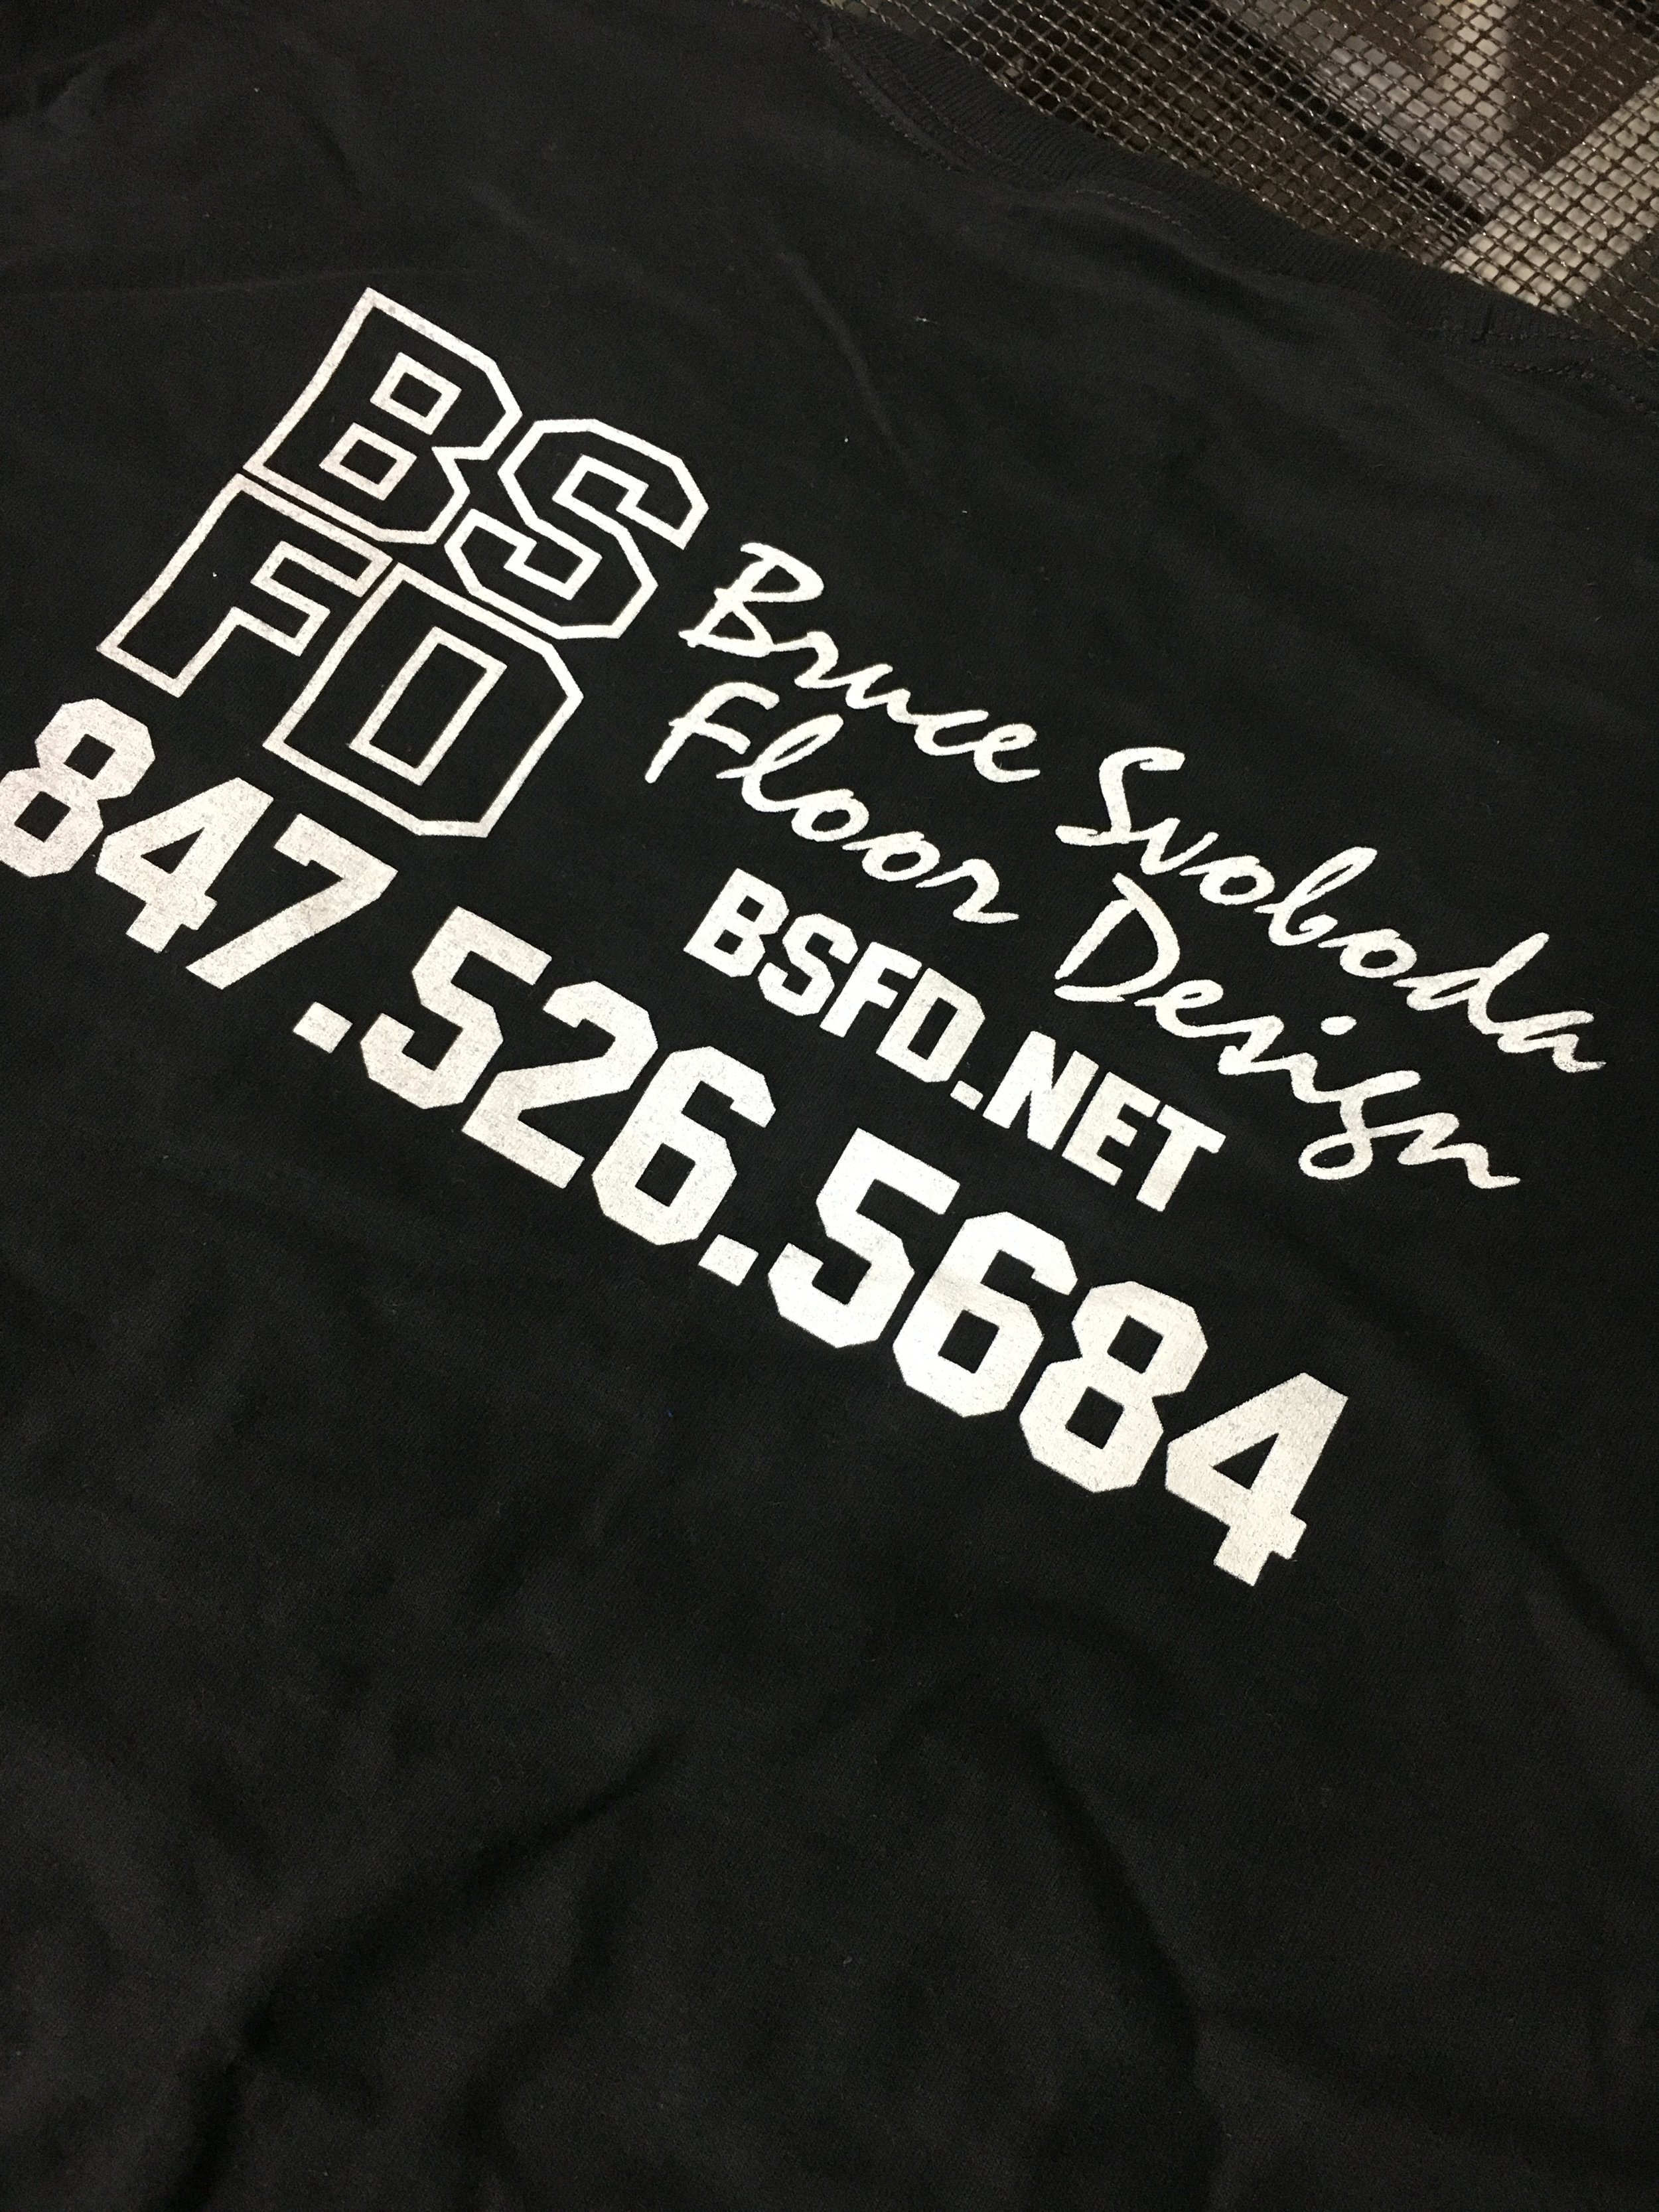 BS
FD
Bruce Svoboda
Floor Design
BSFD.NET
847.526.5684